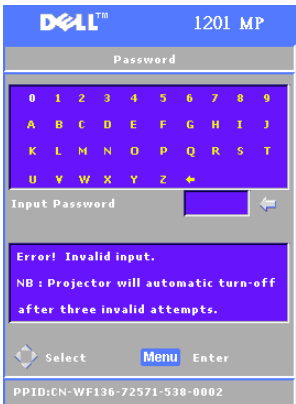 DELL™ 1201 MP
Password
0 1 2 3 4 5 6 7 8 9
A B C D E F G H I J
K L M N O P Q R S T
U V W X Y Z ←
Input Password
Error! Invalid input.
NB : Projector will automatic turn-off
after three invalid attempts.
Select Menu Enter
PPID:CN-WF136-72571-538-0002